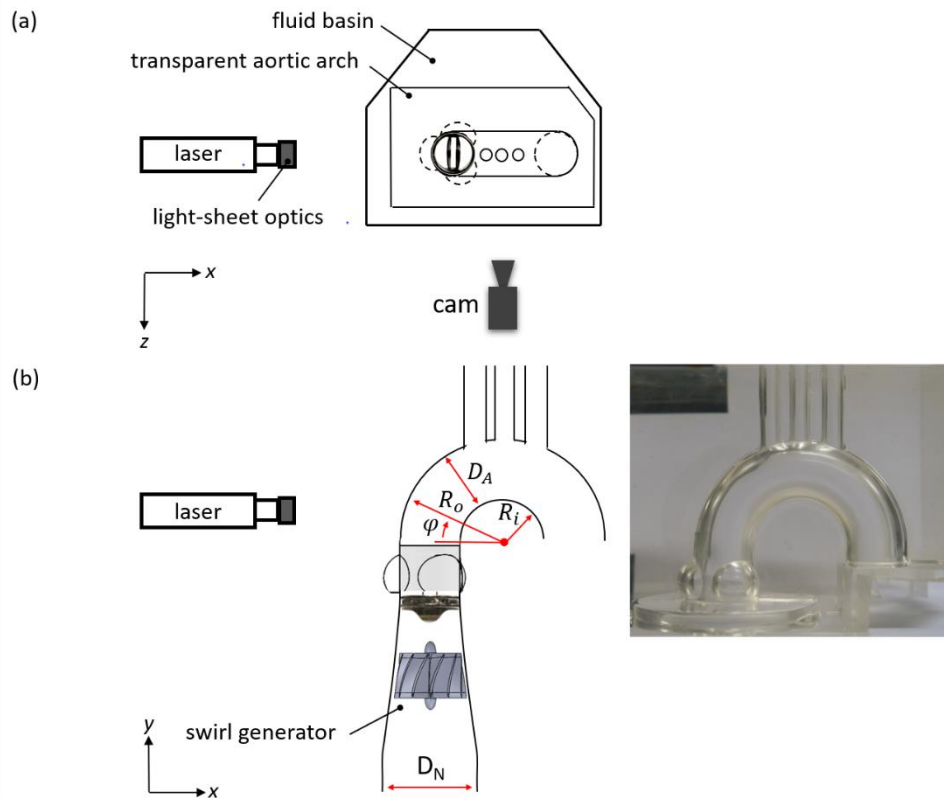 (a)
fluid basin
transparent aortic arch
laser
light-sheet optics
x
z
cam
(b)
D_A
R_o
R_i
φ
laser
swirl generator
y
x
D_N